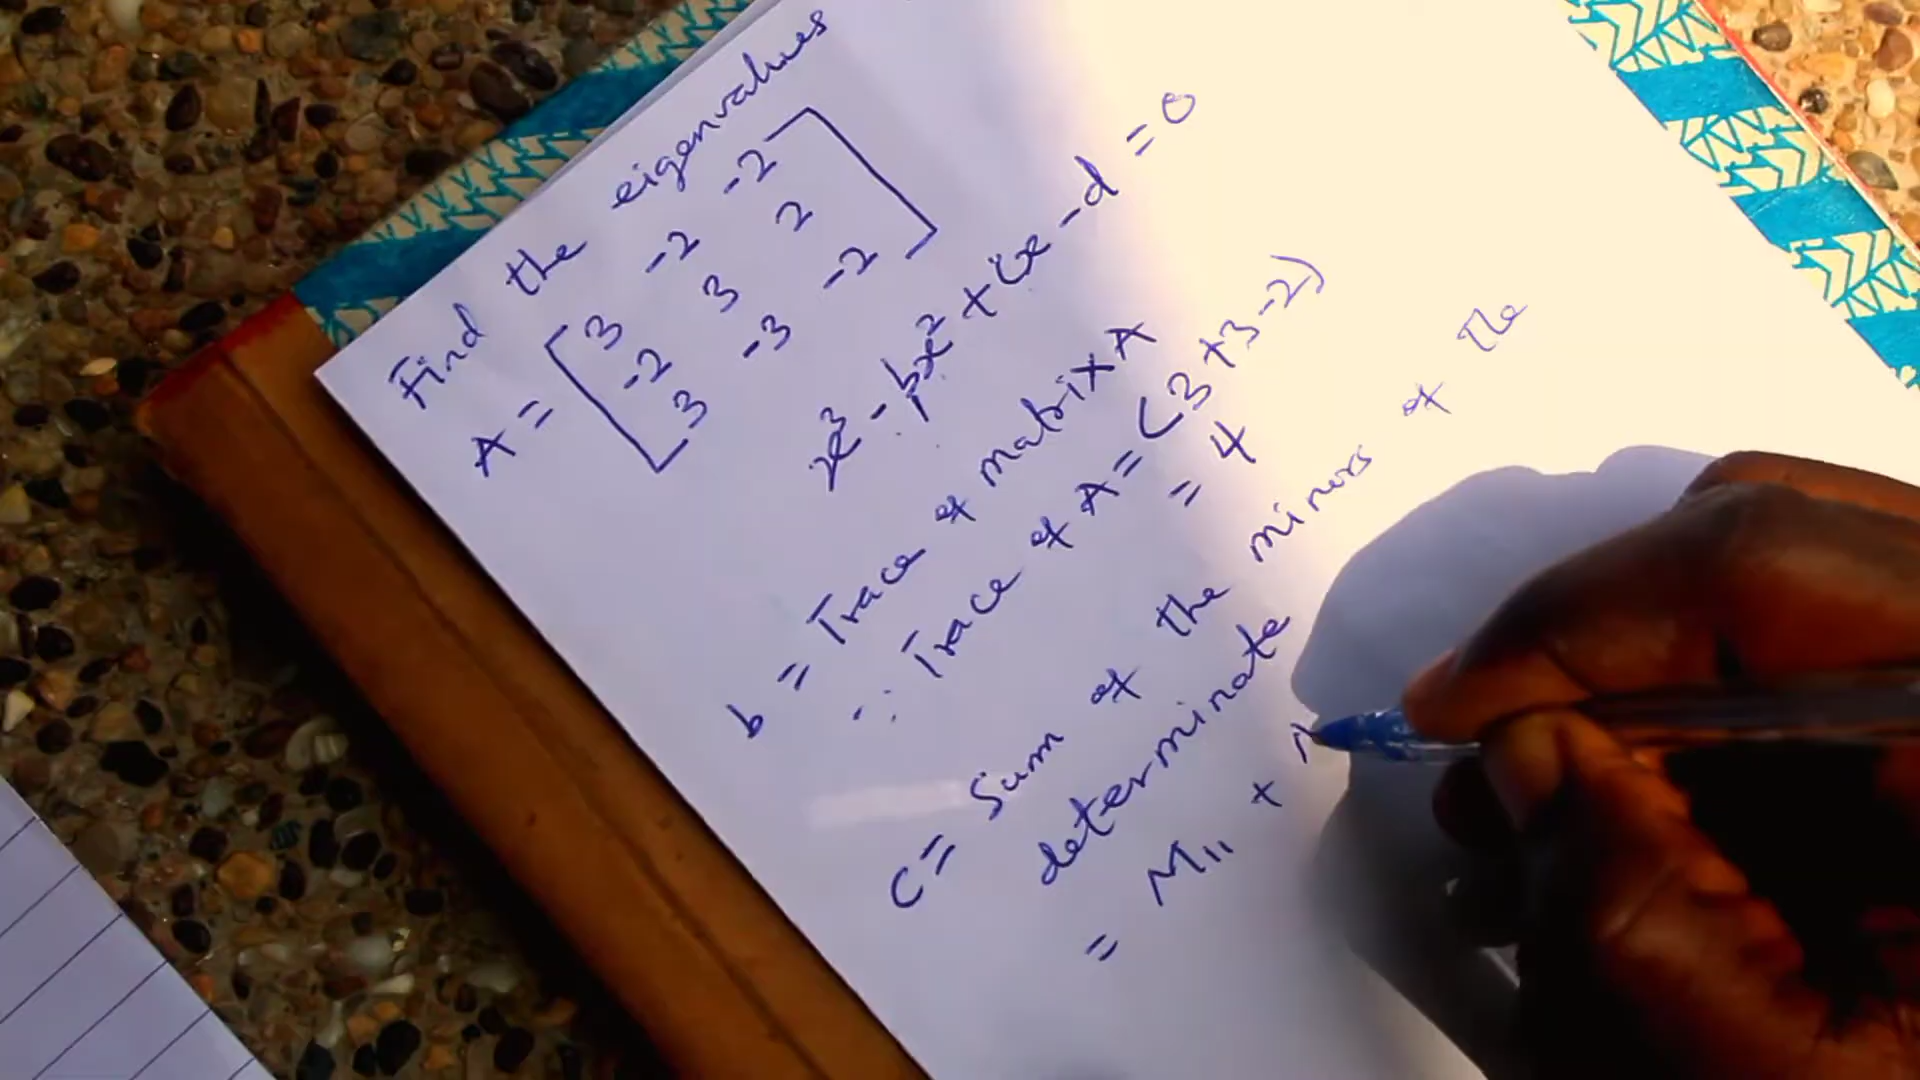 Find the eigenvalues
A = [ 3 -2 -2
-2 3 2
3 -3 -2 ]
x³ - bx² + cx - d = 0
b = Trace of matrix A
∴ Trace of A = (3+3-2)
= 4
c = Sum of the minors of the
determinate
= M₁₁ +